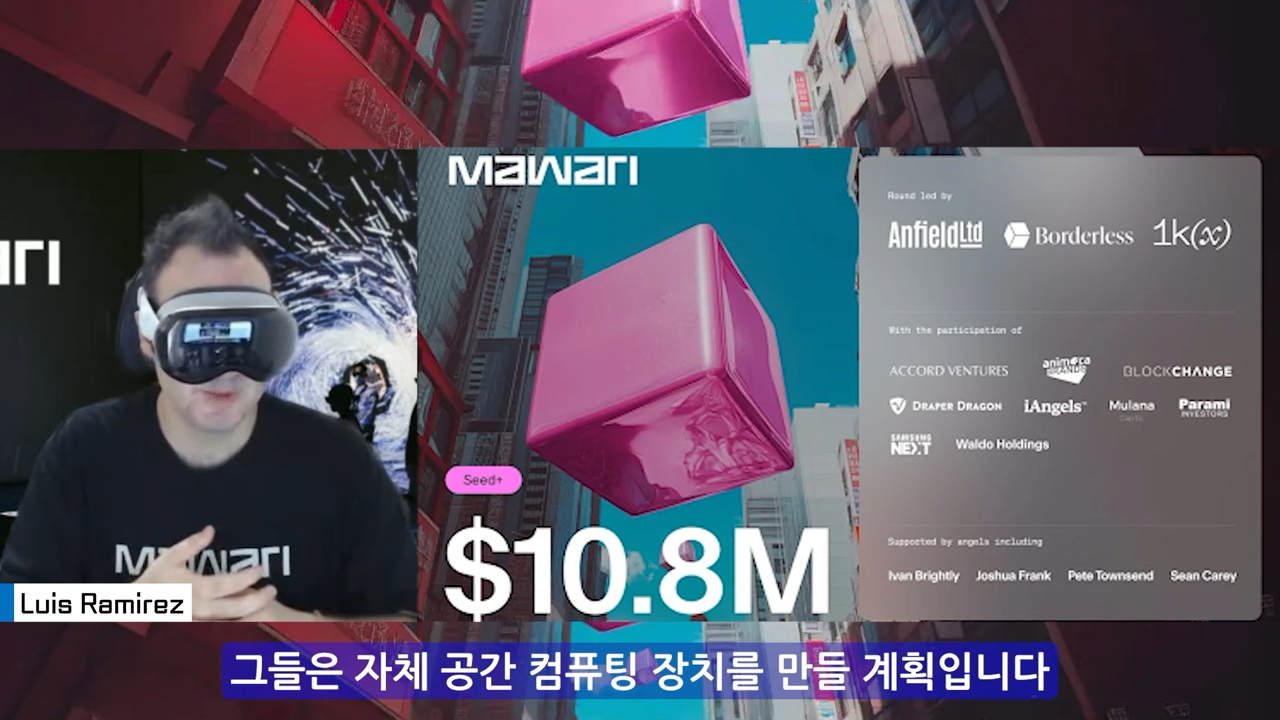 MAWARI
ARI
MAWARI
Luis Ramirez
Seed+
$10.8M
Round led by
AnfieldLtd Borderless 1k(x)
With the participation of
ACCORD VENTURES animoca BRANDS BLOCKCHANGE
DRAPER DRAGON iAngels™ Mulana Parami INVESTORS
SAMSUNG NEXT Waldo Holdings
Supported by angels including
Ivan Brightly Joshua Frank Pete Townsend Sean Carey
그들은 자체 공간 컴퓨팅 장치를 만들 계획입니다